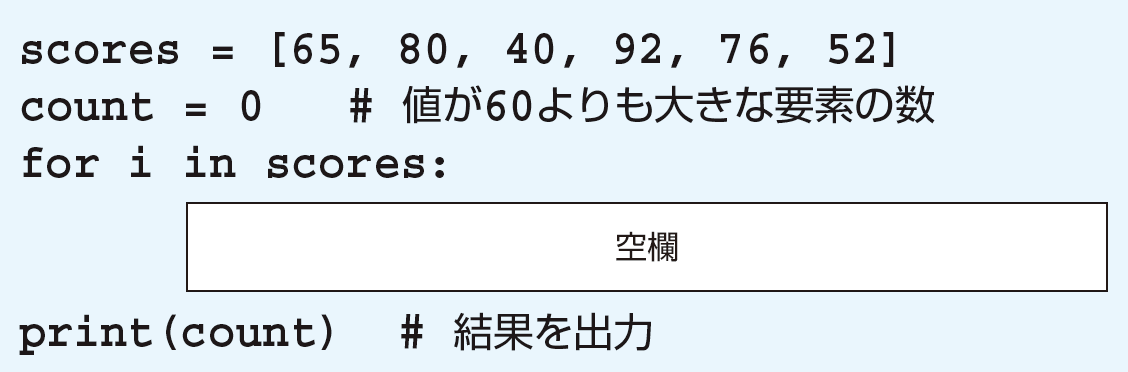 scores = [65, 80, 40, 92, 76, 52]
count = 0   # 値が60よりも大きな要素の数
for i in scores:
空欄
print(count)  # 結果を出力